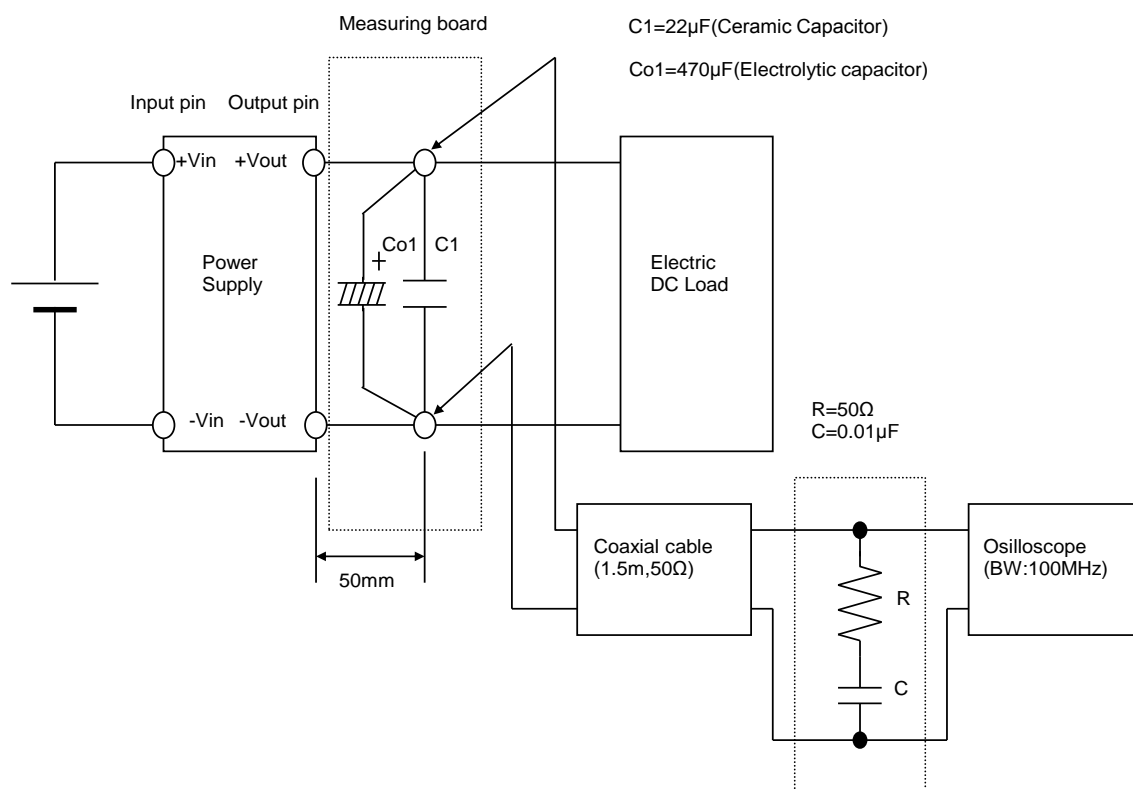 Measuring board
C1=22µF(Ceramic Capacitor)
Co1=470µF(Electrolytic capacitor)
Input pin
Output pin
+Vin
+Vout
Co1
C1
+
Power
Supply
Electric
DC Load
-Vin
-Vout
R=50Ω
C=0.01µF
50mm
Coaxial cable
(1.5m,50Ω)
R
C
Osilloscope
(BW:100MHz)